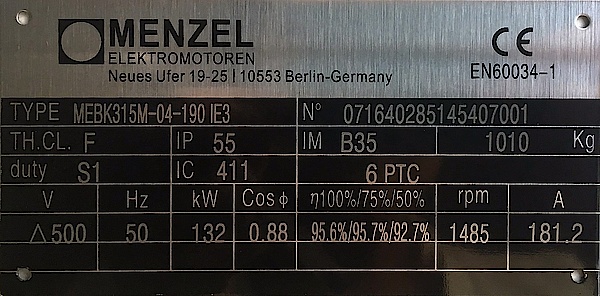 MENZEL
ELEKTROMOTOREN
Neues Ufer 19-25 | 10553 Berlin-Germany
CE
EN60034-1
TYPE MEBK315M-04-190 IE3 N° 071640285145407001
TH.CL. F IP 55 IM B35 1010 Kg
duty S1 IC 411 6 PTC
V Hz kW Cos ϕ η100%/75%/50% rpm A
△500 50 132 0.88 95.6%/95.7%/92.7% 1485 181.2